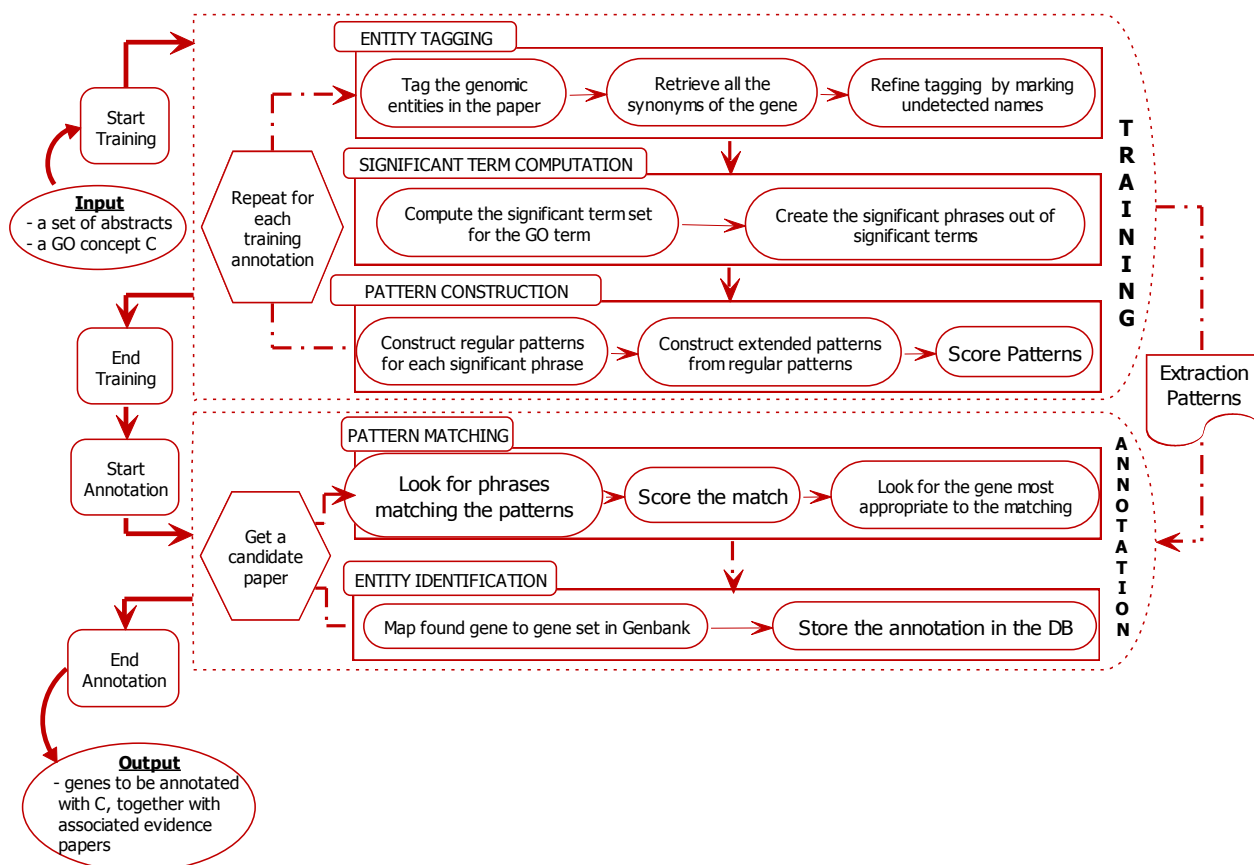 ENTITY TAGGING
Tag the genomic
entities in the paper
Retrieve all the
synonyms of the gene
Refine tagging by marking
undetected names
Start
Training
Input
- a set of abstracts
- a GO concept C
Repeat for
each
training
annotation
SIGNIFICANT TERM COMPUTATION
Compute the significant term set
for the GO term
Create the significant phrases out of
significant terms
PATTERN CONSTRUCTION
Construct regular patterns
for each significant phrase
Construct extended patterns
from regular patterns
Score Patterns
TRAINING
End
Training
Extraction
Patterns
Start
Annotation
PATTERN MATCHING
Look for phrases
matching the patterns
Score the match
Look for the gene most
appropriate to the matching
Get a
candidate
paper
ENTITY IDENTIFICATION
Map found gene to gene set in Genbank
Store the annotation in the DB
ANNOTATION
End
Annotation
Output
- genes to be annotated
with C, together with
associated evidence
papers